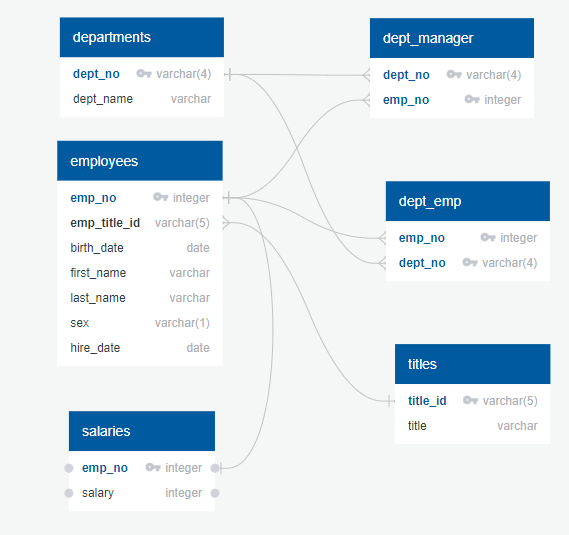 departments
dept_no varchar(4)
dept_name varchar
dept_manager
dept_no varchar(4)
emp_no integer
employees
emp_no integer
emp_title_id varchar(5)
birth_date date
first_name varchar
last_name varchar
sex varchar(1)
hire_date date
dept_emp
emp_no integer
dept_no varchar(4)
titles
title_id varchar(5)
title varchar
salaries
emp_no integer
salary integer